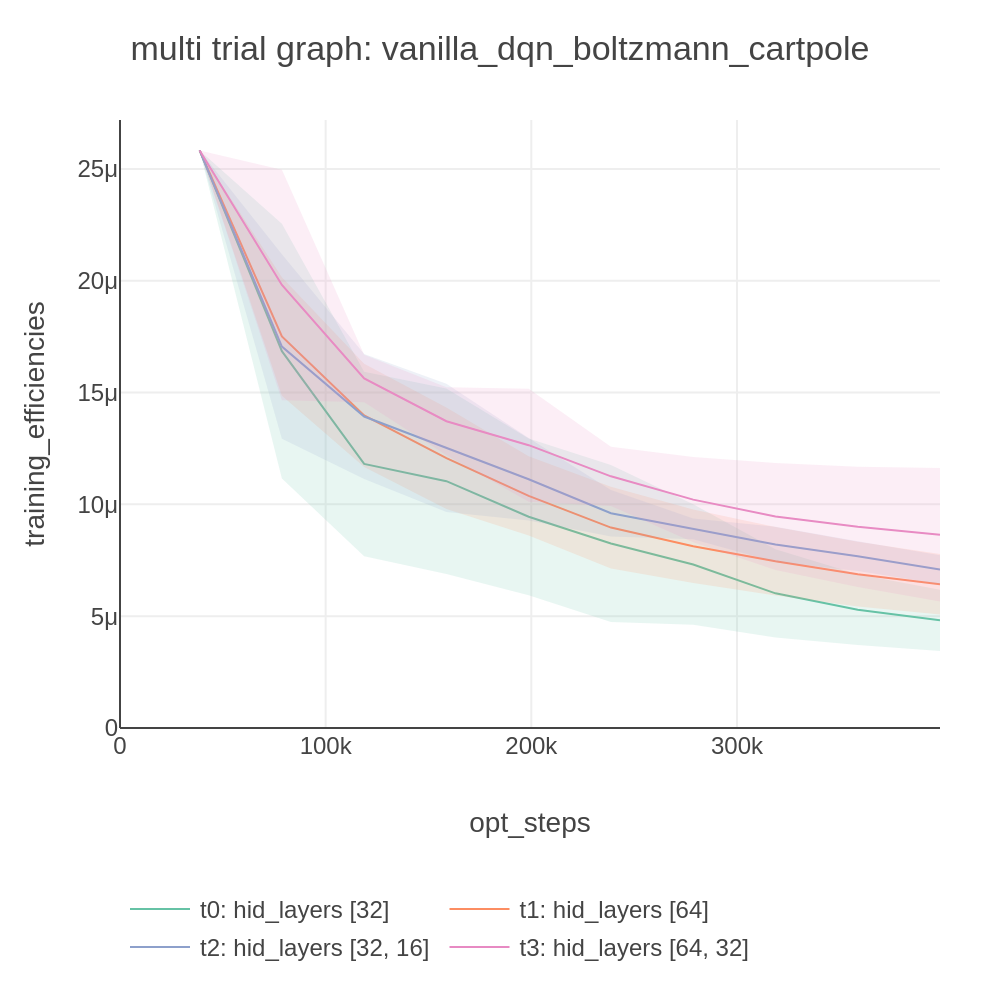 multi trial graph: vanilla_dqn_boltzmann_cartpole
training_efficiencies
25μ
20μ
15μ
10μ
5μ
0
0 100k 200k 300k
opt_steps
t0: hid_layers [32] t1: hid_layers [64]
t2: hid_layers [32, 16] t3: hid_layers [64, 32]